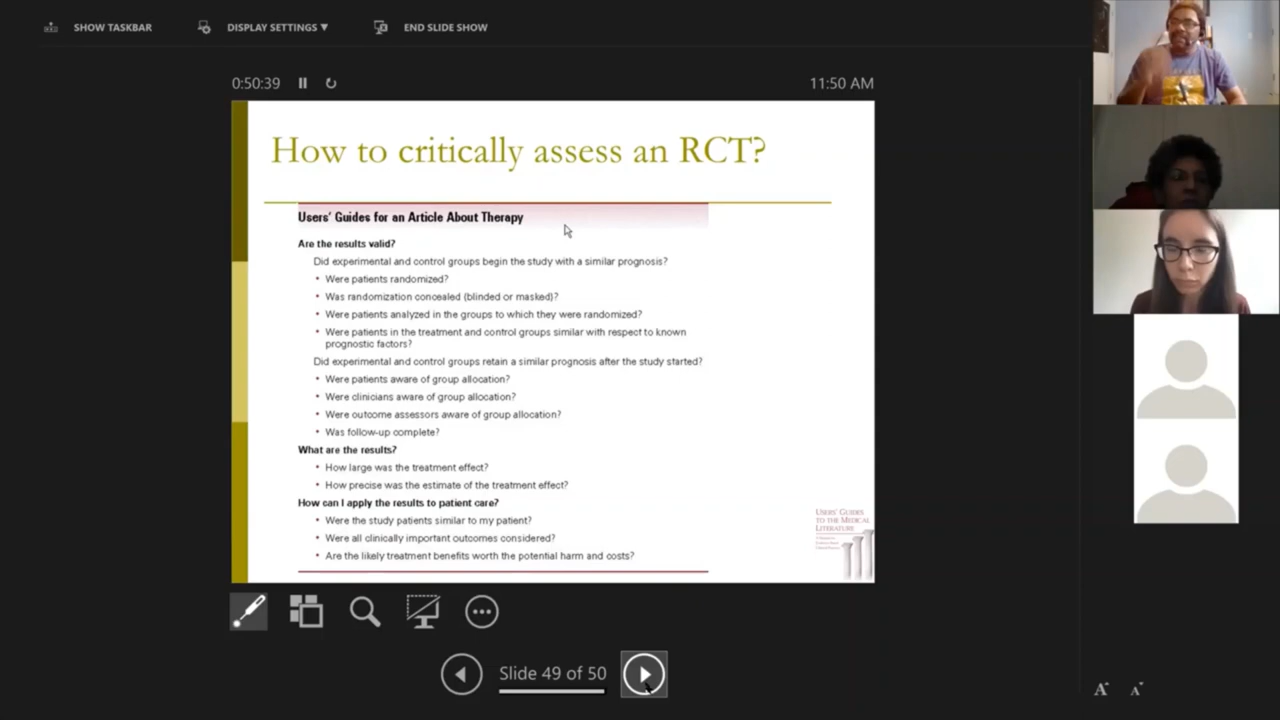 SHOW TASKBAR
DISPLAY SETTINGS ▼
END SLIDE SHOW
0:50:39
11:50 AM
How to critically assess an RCT?
Users' Guides for an Article About Therapy
Are the results valid?
Did experimental and control groups begin the study with a similar prognosis?
• Were patients randomized?
• Was randomization concealed (blinded or masked)?
• Were patients analyzed in the groups to which they were randomized?
• Were patients in the treatment and control groups similar with respect to known
prognostic factors?
Did experimental and control groups retain a similar prognosis after the study started?
• Were patients aware of group allocation?
• Were clinicians aware of group allocation?
• Were outcome assessors aware of group allocation?
• Was follow-up complete?
What are the results?
• How large was the treatment effect?
• How precise was the estimate of the treatment effect?
How can I apply the results to patient care?
• Were the study patients similar to my patient?
• Were all clinically important outcomes considered?
• Are the likely treatment benefits worth the potential harm and costs?
USERS' GUIDES
TO THE MEDICAL
LITERATURE
Slide 49 of 50
A A